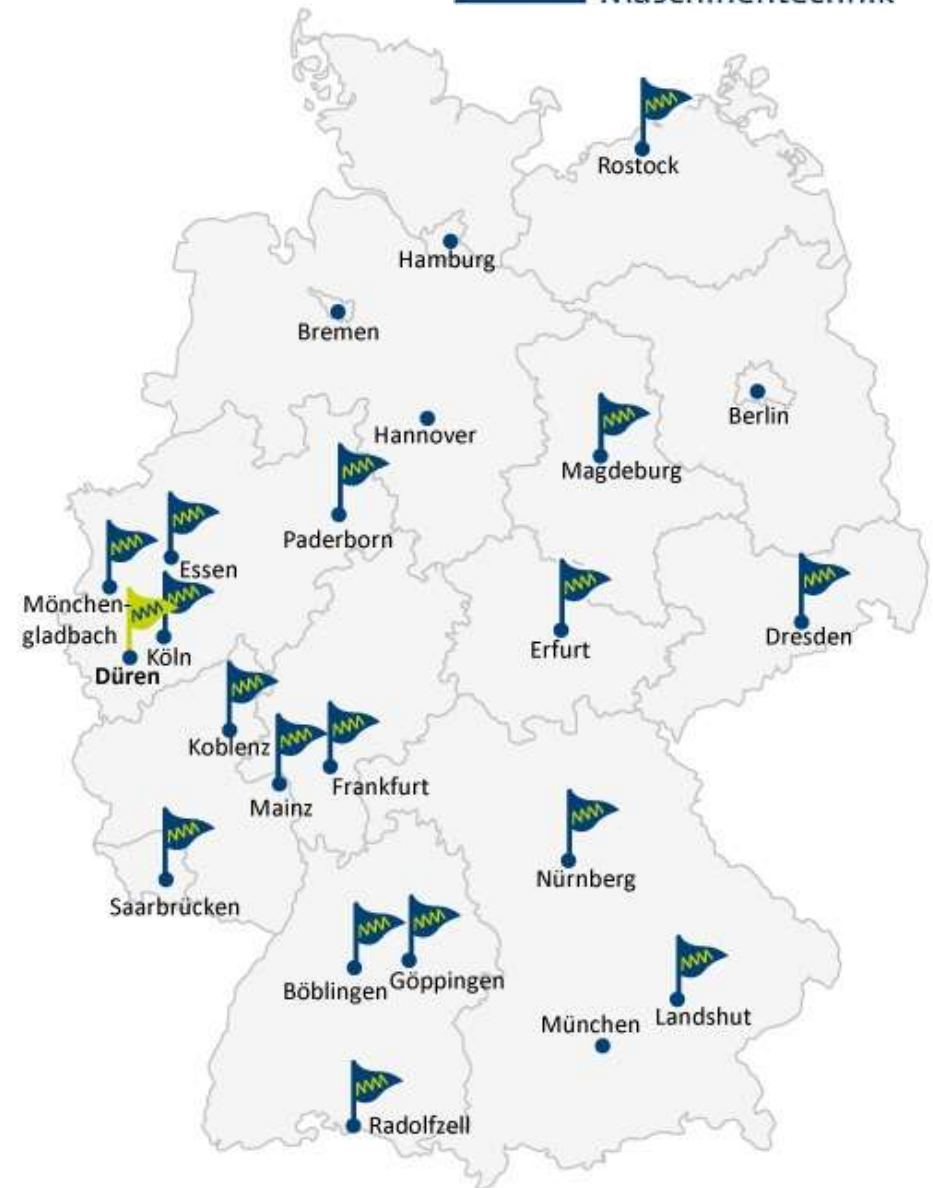 Maschinentechnik
Rostock
Hamburg
Bremen
Berlin
Hannover
Magdeburg
Paderborn
Essen
Mönchen-
gladbach
Köln
Düren
Erfurt
Dresden
Koblenz
Mainz
Frankfurt
Saarbrücken
Nürnberg
Böblingen
Göppingen
München
Landshut
Radolfzell